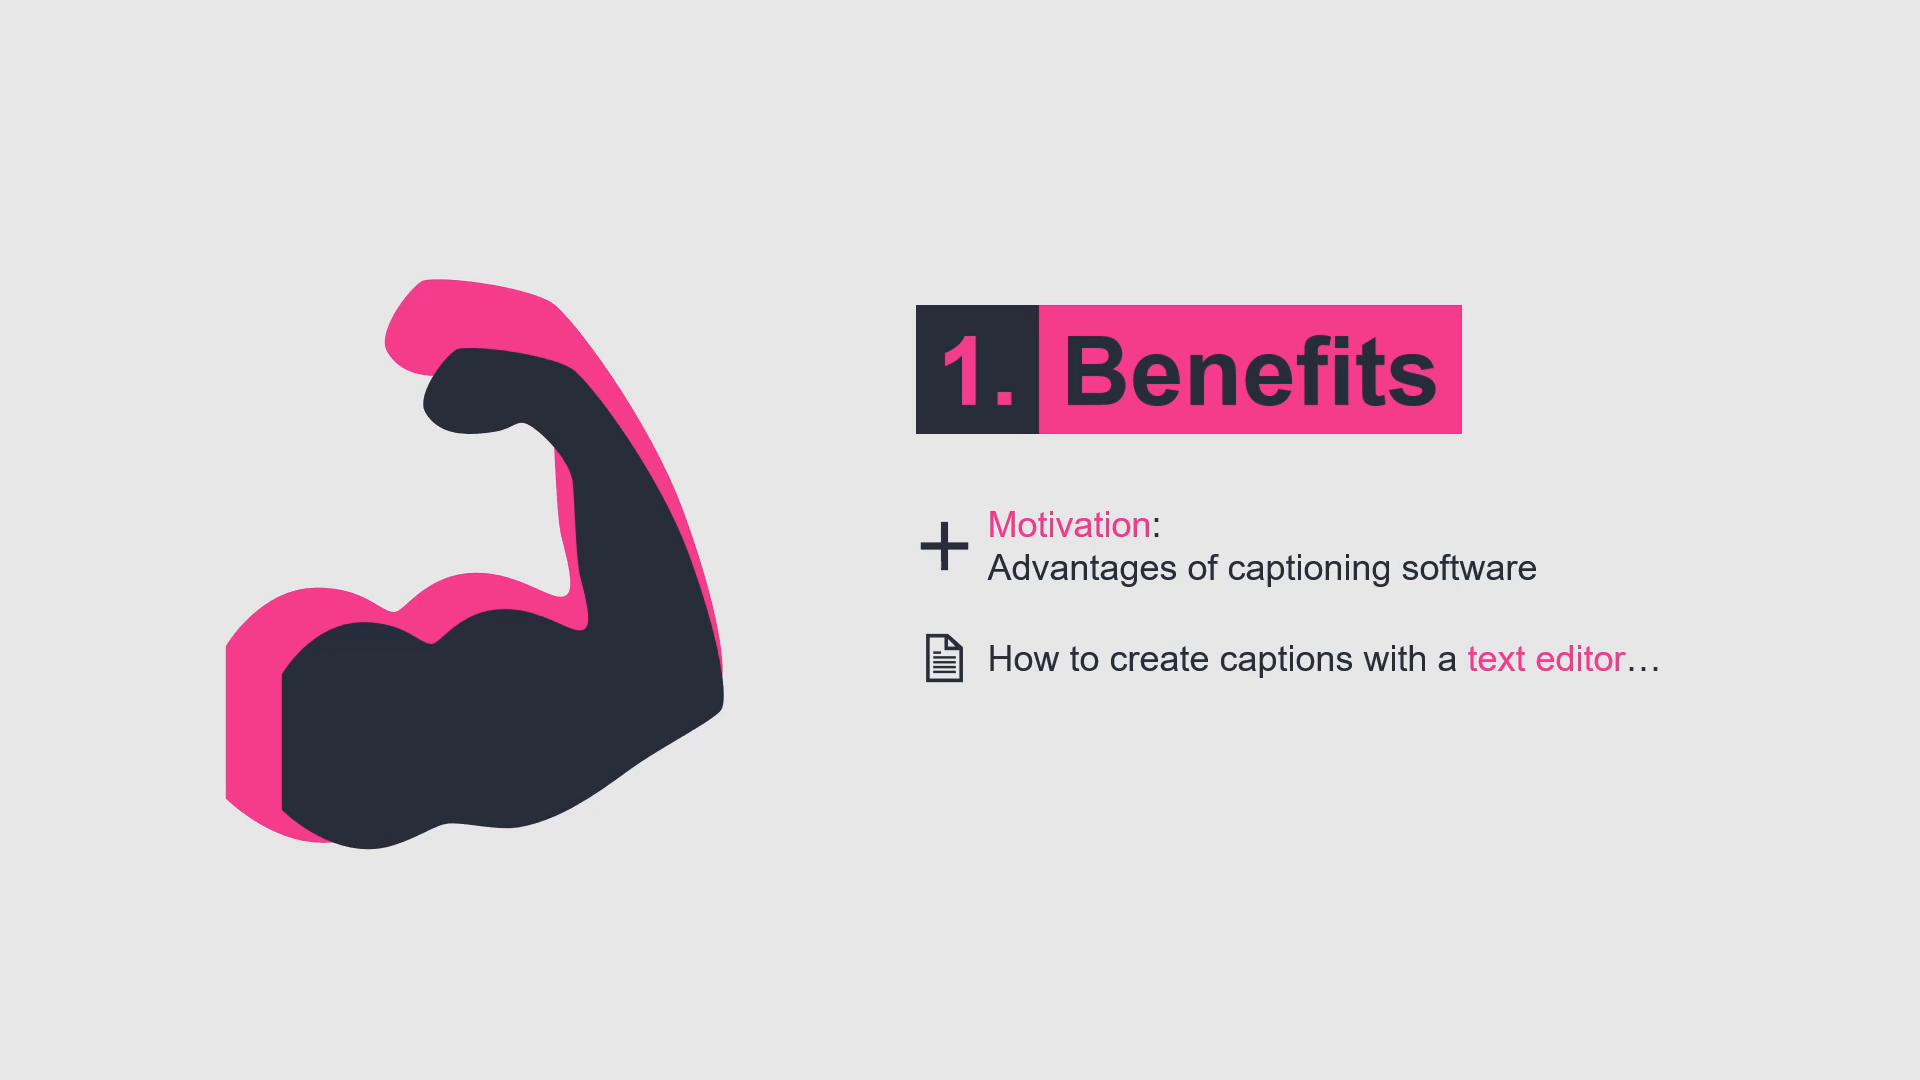 1. Benefits
Motivation:
Advantages of captioning software
How to create captions with a text editor…